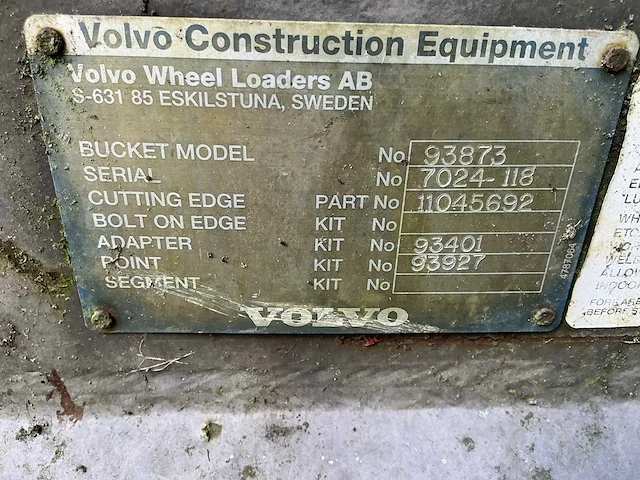 Volvo Construction Equipment
Volvo Wheel Loaders AB
S-631 85 ESKILSTUNA, SWEDEN
BUCKET MODEL No 93873
SERIAL No 7024-118
CUTTING EDGE PART No 11045692
BOLT ON EDGE KIT No
ADAPTER KIT No 93401
POINT KIT No 93927
SEGMENT KIT No
VOLVO
INDOOR
BEFORE